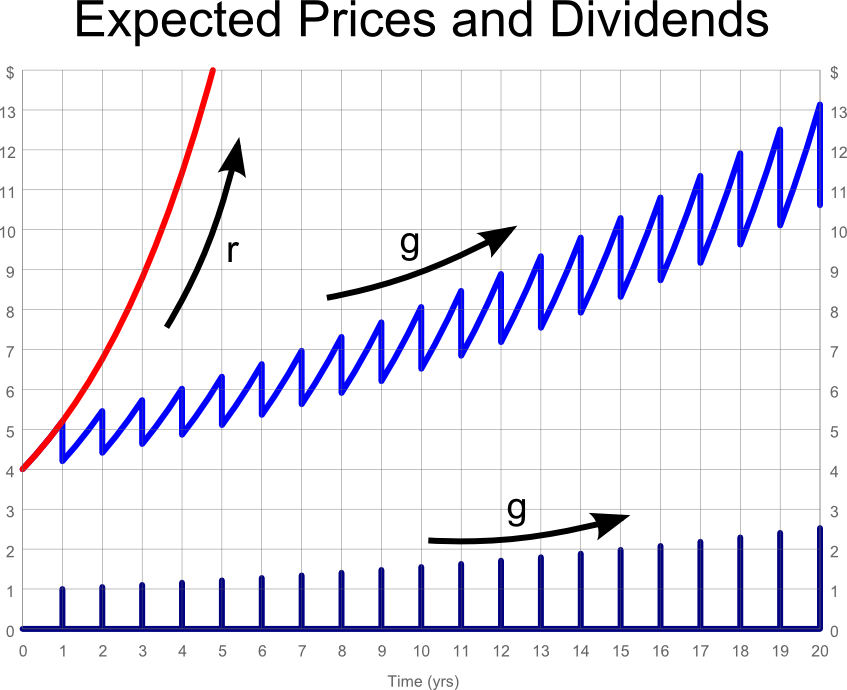 Expected Prices and Dividends
$ $
13 13
12 12
11 11
10 10
g
r
9 9
8 8
7 7
6 6
5 5
4 4
3 3
g
2 2
1 1
0 0
0 1 2 3 4 5 6 7 8 9 10 11 12 13 14 15 16 17 18 19 20
Time (yrs)